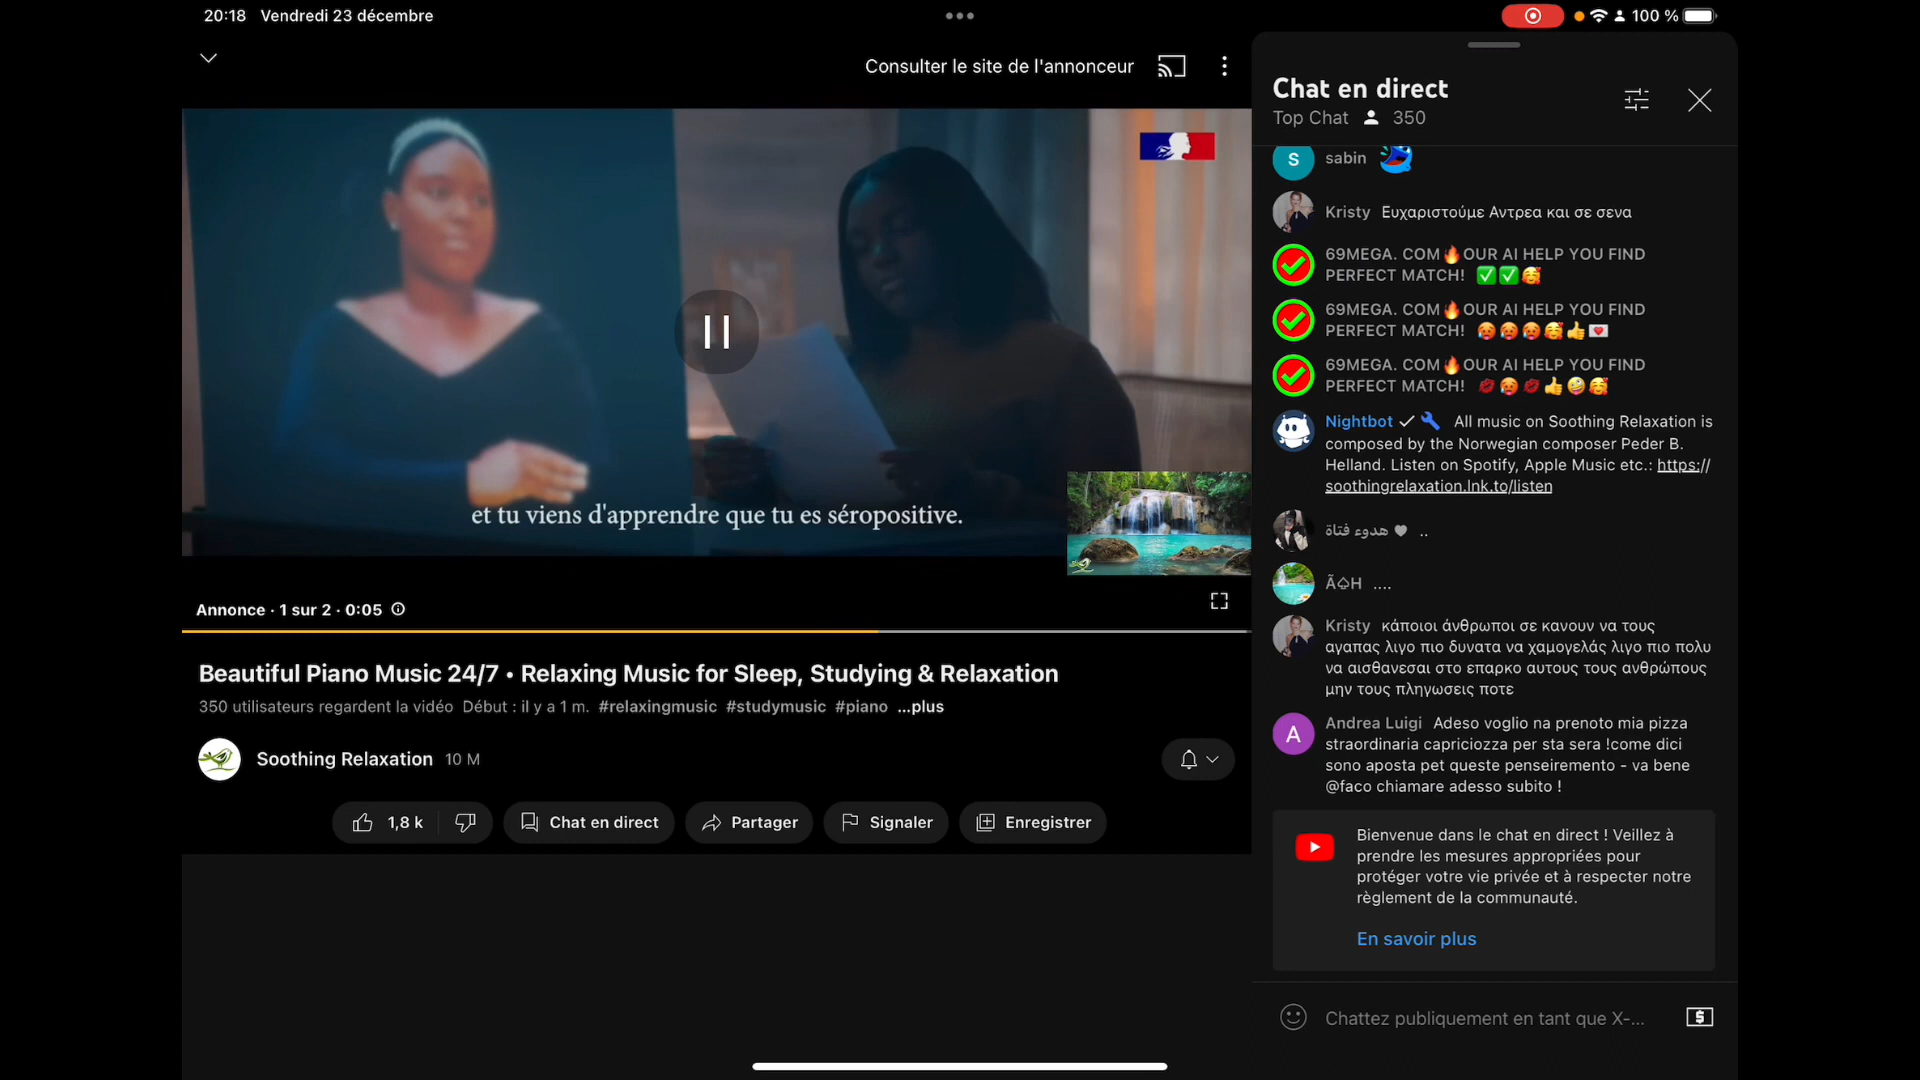 20:18 Vendredi 23 décembre
100 %
Consulter le site de l'annonceur
et tu viens d'apprendre que tu es séropositive.
Annonce · 1 sur 2 · 0:05
Beautiful Piano Music 24/7 • Relaxing Music for Sleep, Studying & Relaxation
350 utilisateurs regardent la vidéo Début : il y a 1 m. #relaxingmusic #studymusic #piano ...plus
Soothing Relaxation 10 M
1,8 k
Chat en direct
Partager
Signaler
Enregistrer
Chat en direct
Top Chat 350
S sabin
Kristy Ευχαριστούμε Αντρεα και σε σενα
69MEGA. COM🔥OUR AI HELP YOU FIND
PERFECT MATCH! ✅✅🥰
69MEGA. COM🔥OUR AI HELP YOU FIND
PERFECT MATCH! 🥵🥵🥵🥰👍💌
69MEGA. COM🔥OUR AI HELP YOU FIND
PERFECT MATCH! 💋🥵💋👍🤪🥰
Nightbot All music on Soothing Relaxation is
composed by the Norwegian composer Peder B.
Helland. Listen on Spotify, Apple Music etc.: https://
soothingrelaxation.lnk.to/listen
هدوء فتاة ♥ ..
ÃH ....
Kristy κάποιοι άνθρωποι σε κανουν να τους
αγαπας λιγο πιο δυνατα να χαμογελάς λιγο πιο πολυ
να αισθανεσαι στο επαρκο αυτους τους ανθρώπους
μην τους πληγωσεις ποτε
A Andrea Luigi Adeso voglio na prenoto mia pizza
straordinaria capriciozza per sta sera !come dici
sono aposta pet queste penseiremento - va bene
@faco chiamare adesso subito !
Bienvenue dans le chat en direct ! Veillez à
prendre les mesures appropriées pour
protéger votre vie privée et à respecter notre
règlement de la communauté.
En savoir plus
Chattez publiquement en tant que X-...